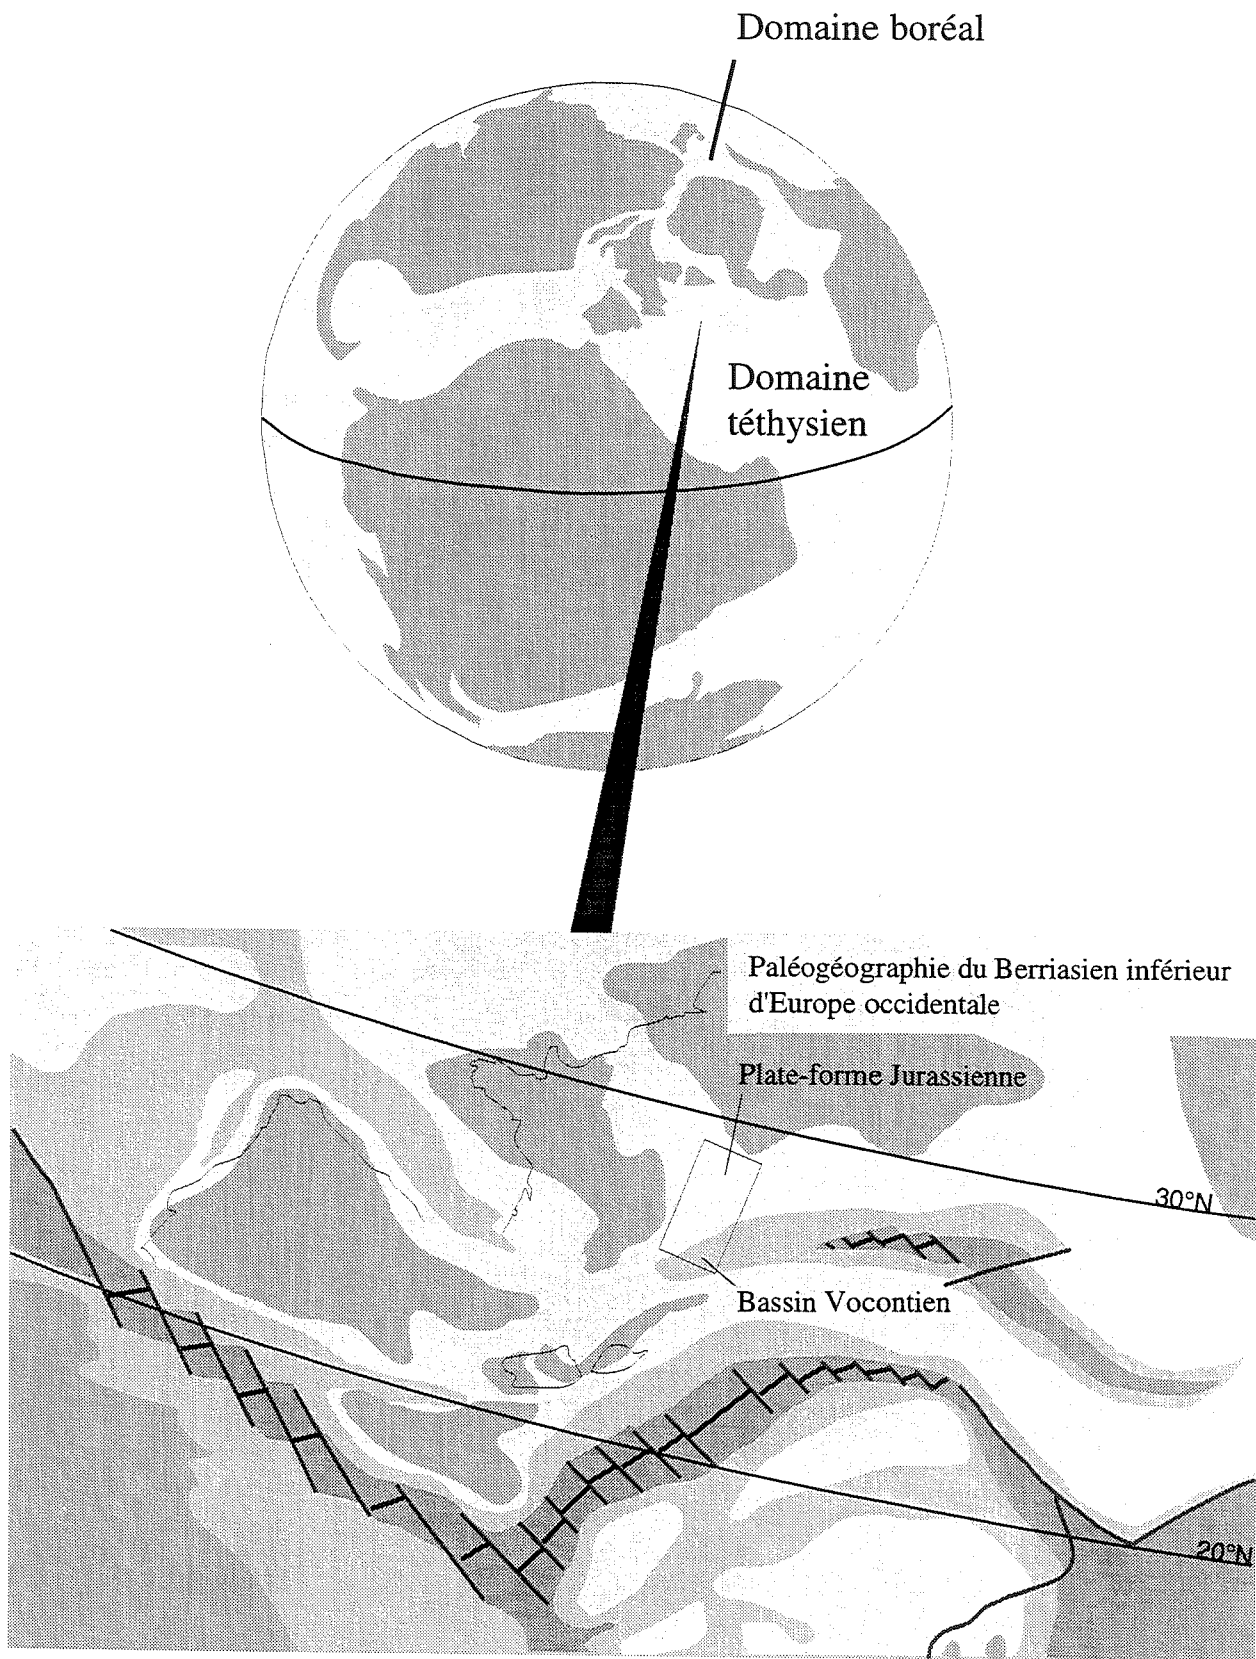 Domaine boréal
Domaine
téthysien
Paléogéographie du Berriasien inférieur
d'Europe occidentale
Plate-forme Jurassienne
30°N
Bassin Vocontien
20°N